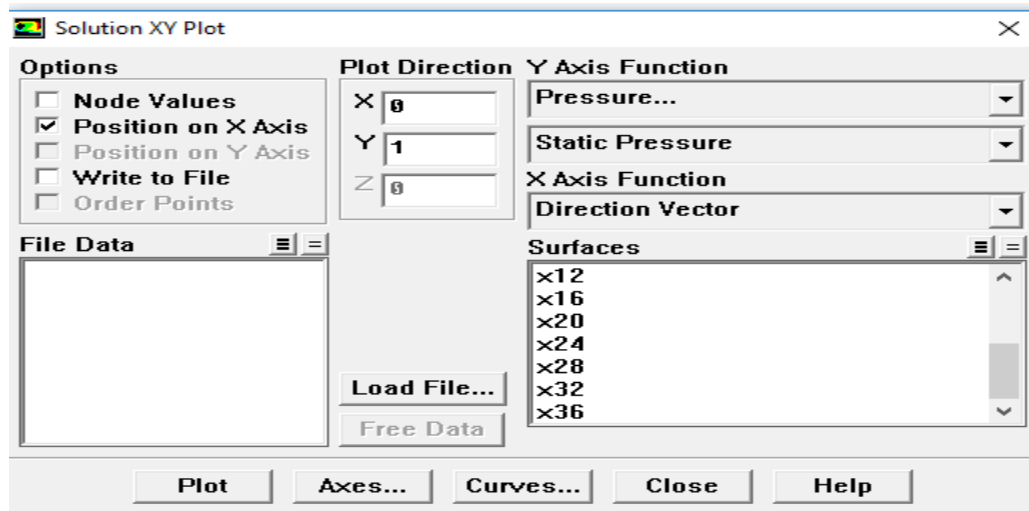 Solution XY Plot
Options
Node Values
Position on X Axis
Position on Y Axis
Write to File
Order Points
Plot Direction
X 0
Y 1
Z 0
Y Axis Function
Pressure...
Static Pressure
X Axis Function
Direction Vector
File Data
Surfaces
x12
x16
x20
x24
x28
x32
x36
Load File...
Free Data
Plot
Axes...
Curves...
Close
Help